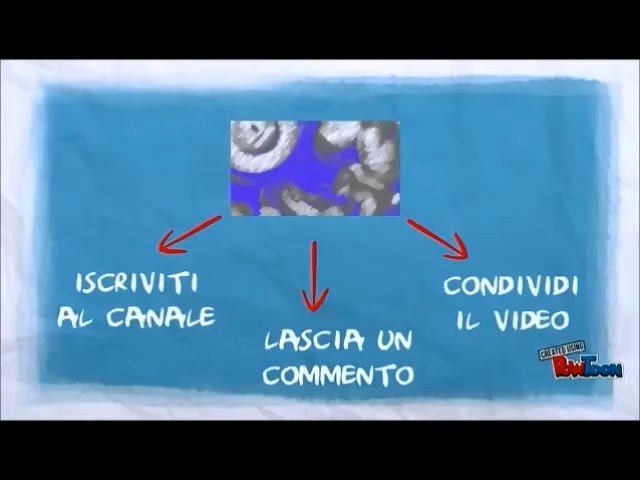 ISCRIVITI
AL CANALE
LASCIA UN
COMMENTO
CONDIVIDI
IL VIDEO
CREATED USING
POWTOON